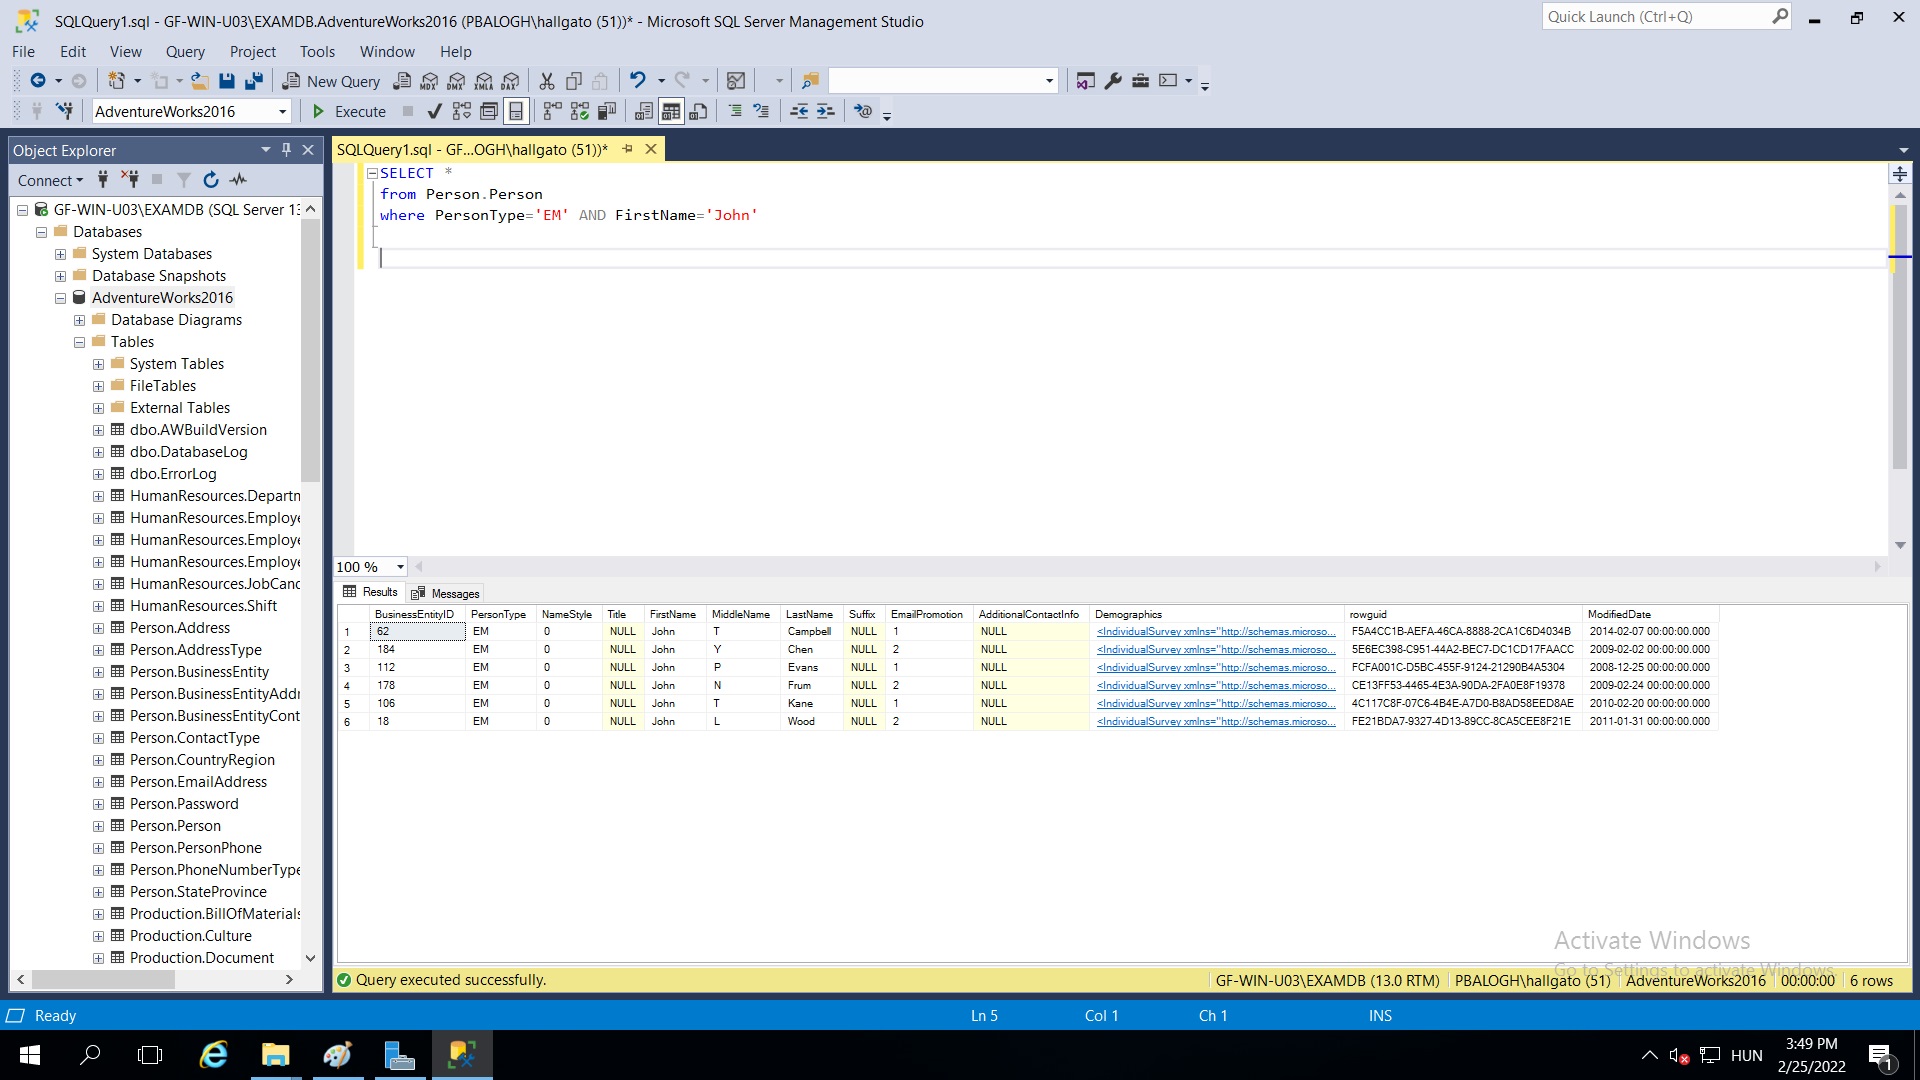 SQLQuery1.sql - GF-WIN-U03\EXAMDB.AdventureWorks2016 (PBALOGH\hallgato (51))* - Microsoft SQL Server Management Studio
Quick Launch (Ctrl+Q)
File Edit View Query Project Tools Window Help
New Query MDX DMX XMLA DAX
AdventureWorks2016 Execute
Object Explorer
SQLQuery1.sql - GF...OGH\hallgato (51))*
Connect
GF-WIN-U03\EXAMDB (SQL Server 13
Databases
System Databases
Database Snapshots
AdventureWorks2016
Database Diagrams
Tables
System Tables
FileTables
External Tables
dbo.AWBuildVersion
dbo.DatabaseLog
dbo.ErrorLog
HumanResources.Departn
HumanResources.Employe
HumanResources.Employe
HumanResources.Employe
HumanResources.JobCanc
HumanResources.Shift
Person.Address
Person.AddressType
Person.BusinessEntity
Person.BusinessEntityAddr
Person.BusinessEntityCont
Person.ContactType
Person.CountryRegion
Person.EmailAddress
Person.Password
Person.Person
Person.PersonPhone
Person.PhoneNumberType
Person.StateProvince
Production.BillOfMaterials
Production.Culture
Production.Document
SELECT *
from Person.Person
where PersonType='EM' AND FirstName='John'
100 %
Results Messages
BusinessEntityID PersonType NameStyle Title FirstName MiddleName LastName Suffix EmailPromotion AdditionalContactInfo Demographics rowguid ModifiedDate
1 62 EM 0 NULL John T Campbell NULL 1 NULL <IndividualSurvey xmlns="http://schemas.microso... F5A4CC1B-AEFA-46CA-8888-2CA1C6D4034B 2014-02-07 00:00:00.000
2 184 EM 0 NULL John Y Chen NULL 2 NULL <IndividualSurvey xmlns="http://schemas.microso... 5E6EC398-C951-44A2-BEC7-DC1CD17FAACC 2009-02-02 00:00:00.000
3 112 EM 0 NULL John P Evans NULL 1 NULL <IndividualSurvey xmlns="http://schemas.microso... FCFA001C-D5BC-455F-9124-21290B4A5304 2008-12-25 00:00:00.000
4 178 EM 0 NULL John N Frum NULL 2 NULL <IndividualSurvey xmlns="http://schemas.microso... CE13FF53-4465-4E3A-90DA-2FA0E8F19378 2009-02-24 00:00:00.000
5 106 EM 0 NULL John T Kane NULL 1 NULL <IndividualSurvey xmlns="http://schemas.microso... 4C117C8F-07C6-4B4E-A7D0-B8AD58EED8AE 2010-02-20 00:00:00.000
6 18 EM 0 NULL John L Wood NULL 2 NULL <IndividualSurvey xmlns="http://schemas.microso... FE21BDA7-9327-4D13-89CC-8CA5CEE8F21E 2011-01-31 00:00:00.000
Activate Windows
Go to Settings to activate Windows.
Query executed successfully. GF-WIN-U03\EXAMDB (13.0 RTM) PBALOGH\hallgato (51) AdventureWorks2016 00:00:00 6 rows
Ready Ln 5 Col 1 Ch 1 INS
HUN 3:49 PM
2/25/2022 1